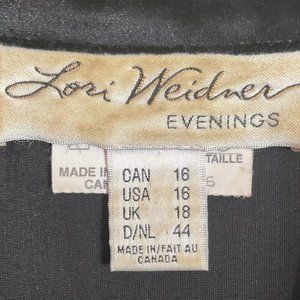 Lori Weidner
EVENINGS
TAILLE
MADE IN
CAN
CAN 16
USA 16
UK 18
D/NL 44
MADE IN/FAIT AU
CANADA